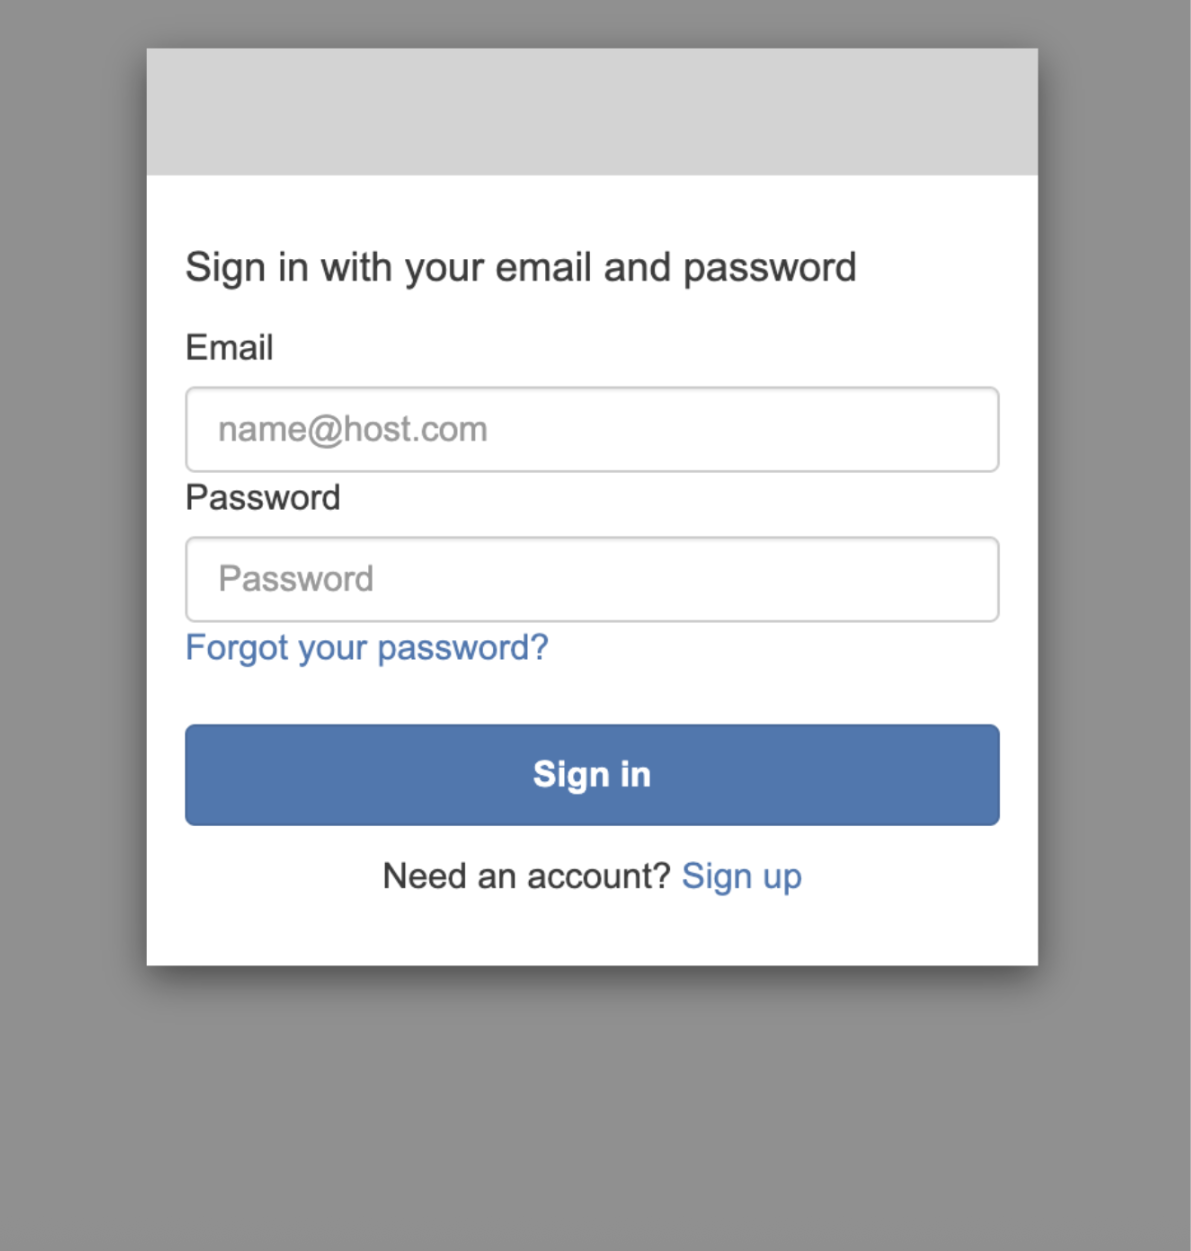 Sign in with your email and password
Email
name@host.com
Password
Password
Forgot your password?
Sign in
Need an account? Sign up